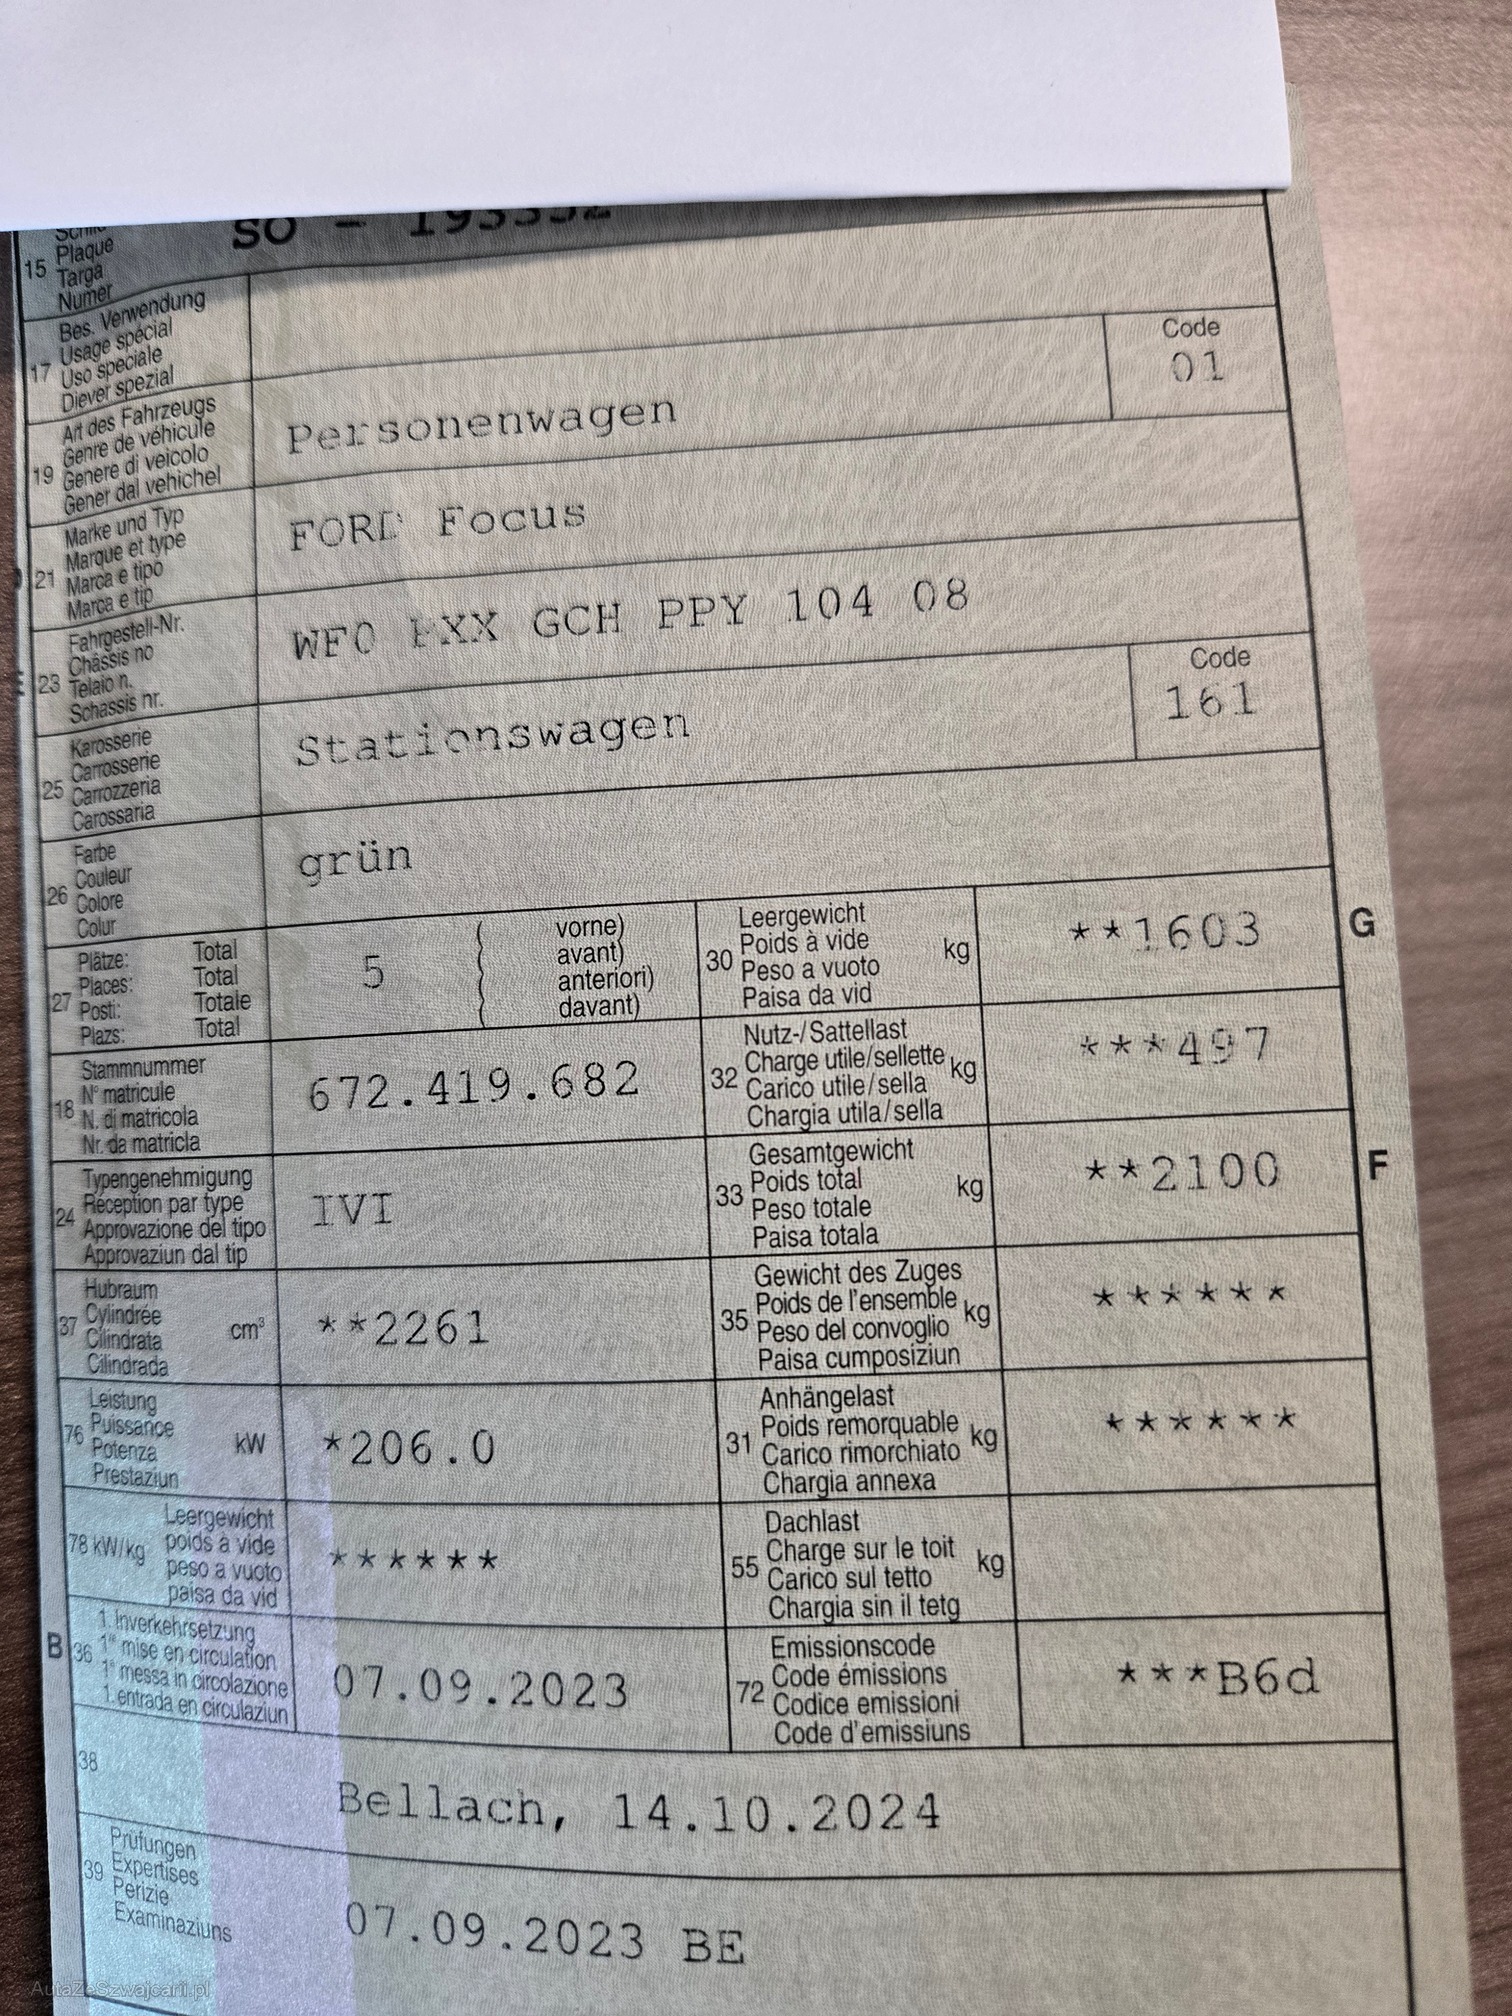 15 Plaque
Targa
Numer
SO -
17 Bes. Verwendung
Usage spécial
Uso speciale
Diever spezial
19 Art des Fahrzeugs
Genre de véhicule
Genere di veicolo
Gener dal vehichel
Personenwagen
Code
01
21 Marke und Typ
Marque et type
Marca e tipo
Marca e tip
FORD Focus
23 Fahrgestell-Nr.
Châssis no
Telaio n.
Schassis nr.
WF0 PXX GCH PPY 104 08
25 Karosserie
Carrosserie
Carrozzeria
Carossaria
Stationswagen
Code
161
26 Farbe
Couleur
Colore
Colur
grün
27 Plätze: Total
Places: Total
Posti: Totale
Plazs: Total
5
( vorne)
( avant)
( anteriori)
( davant)
30 Leergewicht
Poids à vide
Peso a vuoto
Paisa da vid
kg
**1603
G
18 Stammnummer
N° matricule
N. di matricola
Nr. da matricla
672.419.682
32 Nutz-/Sattellast
Charge utile/sellette
Carico utile/sella
Chargia utila/sella
kg
***497
24 Typengenehmigung
Réception par type
Approvazione del tipo
Approvaziun dal tip
IVI
33 Gesamtgewicht
Poids total
Peso totale
Paisa totala
kg
**2100
F
37 Hubraum
Cylindrée
Cilindrata
Cilindrada
cm³
**2261
35 Gewicht des Zuges
Poids de l'ensemble
Peso del convoglio
Paisa cumposiziun
kg
******
76 Leistung
Puissance
Potenza
Prestaziun
kW
*206.0
31 Anhängelast
Poids remorquable
Carico rimorchiato
Chargia annexa
kg
******
78 kW/kg
Leergewicht
poids à vide
peso a vuoto
paisa da vid
******
55 Dachlast
Charge sur le toit
Carico sul tetto
Chargia sin il tetg
kg
B 36 1. Inverkehrsetzung
1re mise en circulation
1a messa in circolazione
1. entrada en circulaziun
07.09.2023
72 Emissionscode
Code émissions
Codice emissioni
Code d'emissiuns
***B6d
38
Bellach, 14.10.2024
39 Prüfungen
Expertises
Perizie
Examinaziuns
07.09.2023 BE
AutaZeSzwajcarii.pl